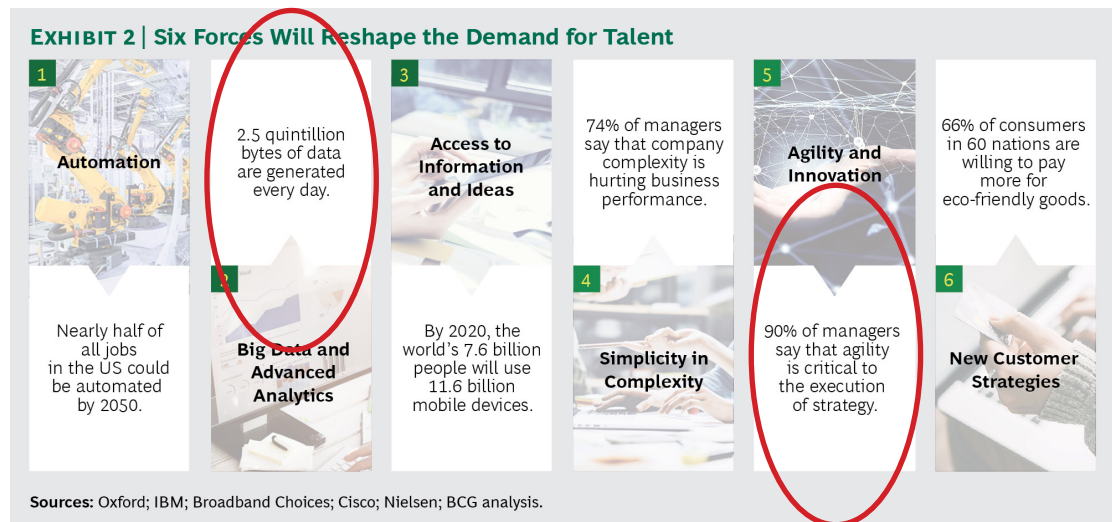 EXHIBIT 2 | Six Forces Will Reshape the Demand for Talent
1
Automation
Nearly half of
all jobs
in the US could
be automated
by 2050.
2.5 quintillion
bytes of data
are generated
every day.
2
Big Data and
Advanced
Analytics
3
Access to
Information
and Ideas
By 2020, the
world's 7.6 billion
people will use
11.6 billion
mobile devices.
74% of managers
say that company
complexity is
hurting business
performance.
4
Simplicity in
Complexity
5
Agility and
Innovation
90% of managers
say that agility
is critical to
the execution
of strategy.
66% of consumers
in 60 nations are
willing to pay
more for
eco-friendly goods.
6
New Customer
Strategies
Sources: Oxford; IBM; Broadband Choices; Cisco; Nielsen; BCG analysis.